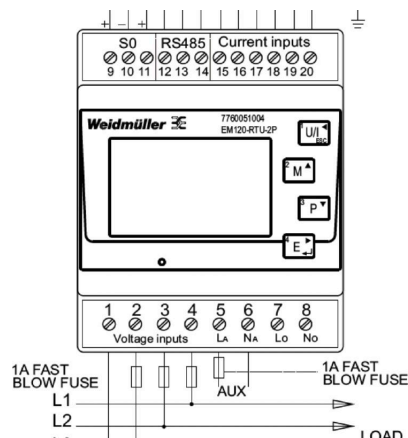 + - +
S0 RS485 Current inputs
9 10 11 12 13 14 15 16 17 18 19 20
Weidmüller
7760051004
EM120-RTU-2P
1 U/I ESC
2 M
3 P
4 E
1 2 3 4 5 6 7 8
Voltage inputs LA NA Lo No
1A FAST
BLOW FUSE
AUX
1A FAST
BLOW FUSE
L1
L2
LOAD